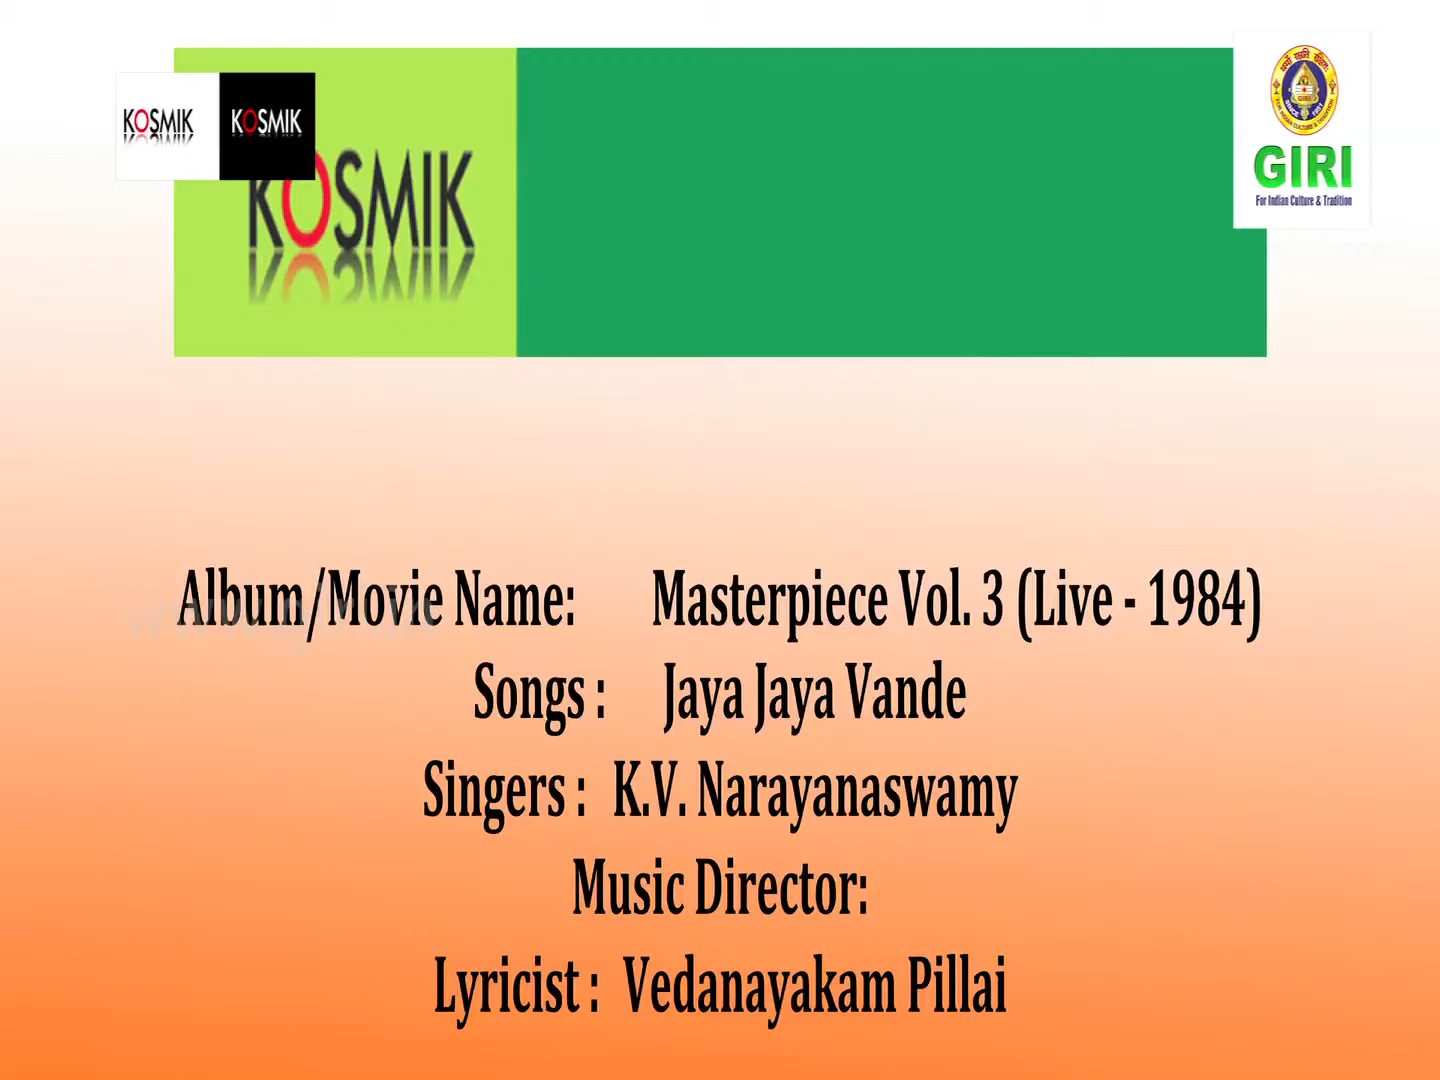 KOSMIK KOSMIK
KOSMIK
GIRI
For Indian Culture & Tradition
Album/Movie Name: Masterpiece Vol. 3 (Live - 1984)
Songs : Jaya Jaya Vande
Singers : K.V. Narayanaswamy
Music Director:
Lyricist : Vedanayakam Pillai